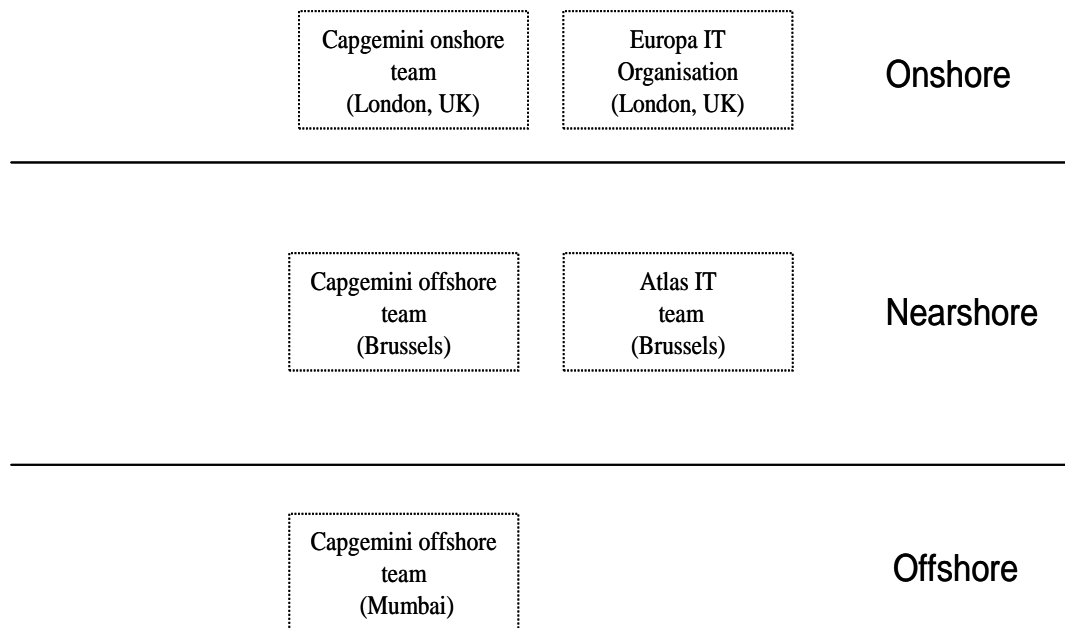 Capgemini onshore
team
(London, UK)
Europa IT
Organisation
(London, UK)
Onshore
Capgemini offshore
team
(Brussels)
Atlas IT
team
(Brussels)
Nearshore
Capgemini offshore
team
(Mumbai)
Offshore